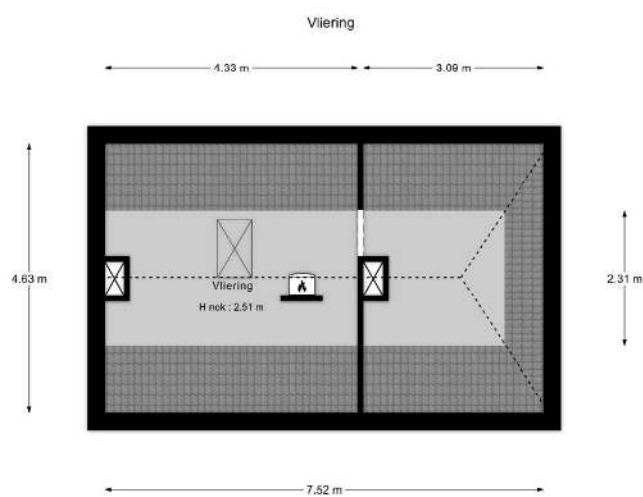 Vliering
4.33 m
3.09 m
4.63 m
2.31 m
Vliering
H nok : 2.51 m
7.52 m